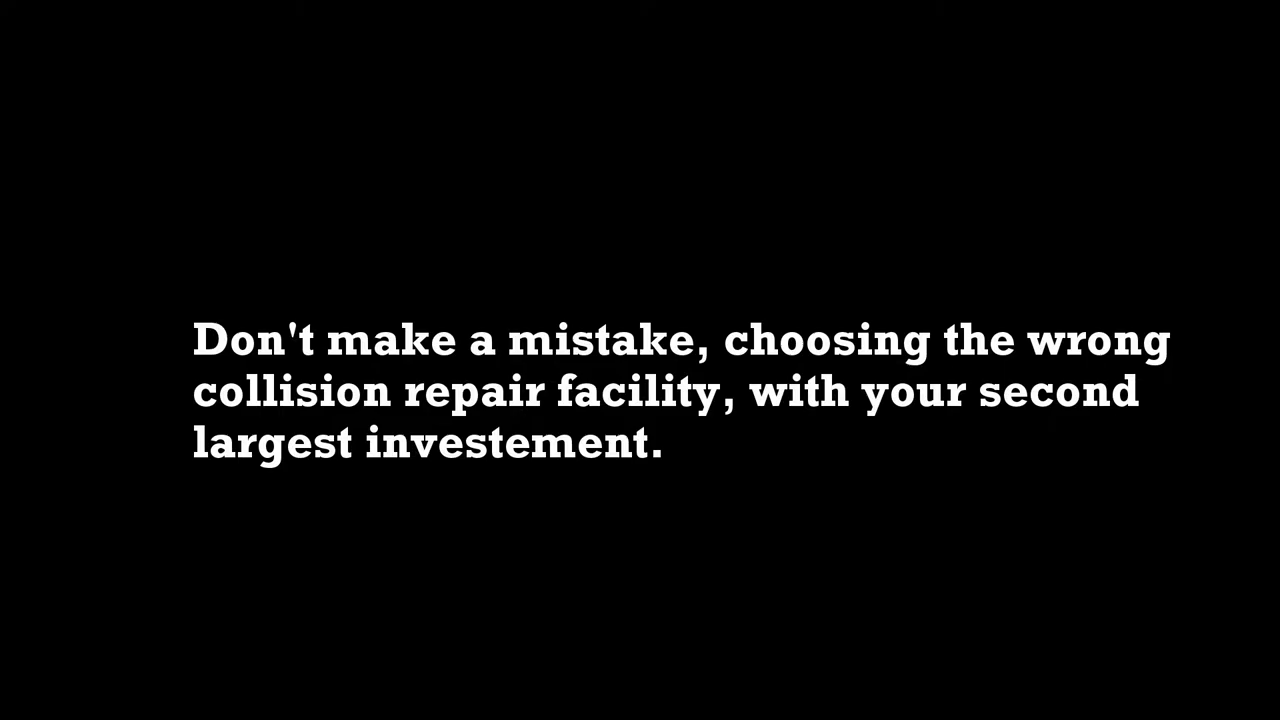 Don't make a mistake, choosing the wrong
collision repair facility, with your second
largest investement.